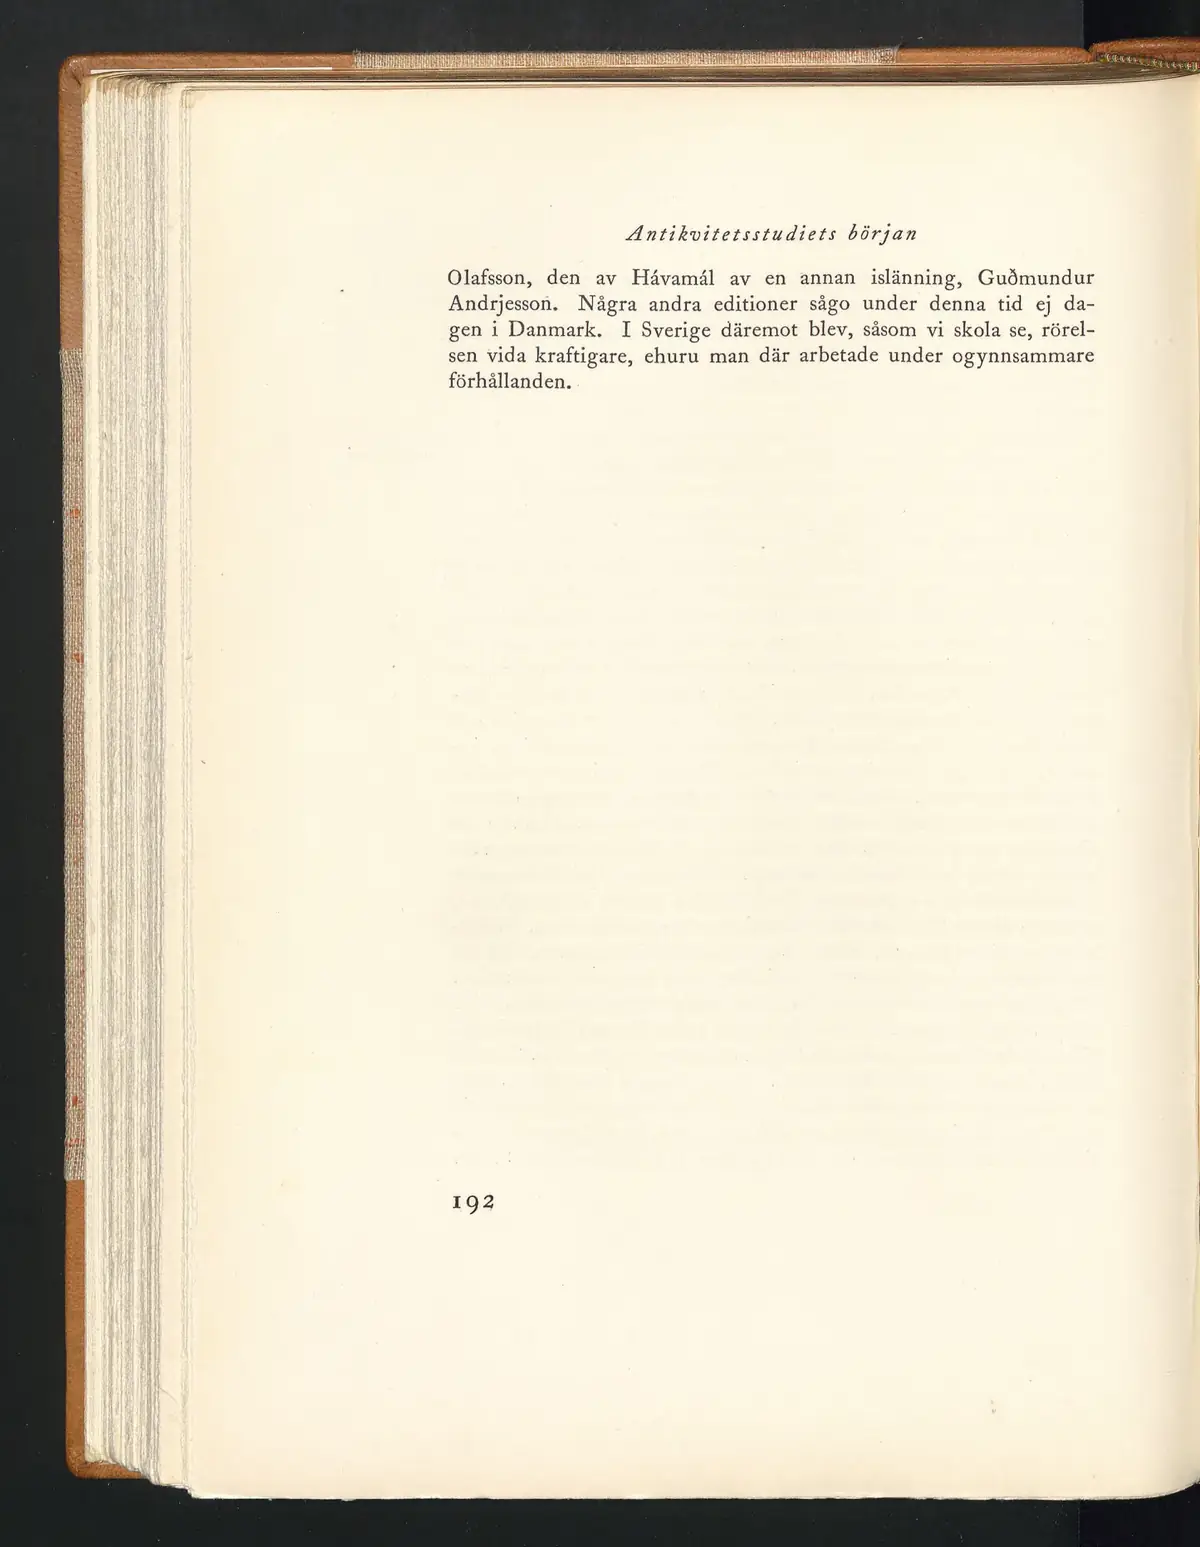 Antikvitetsstudiets början
Olafsson, den av Hávamál av en annan islänning, Guðmundur
Andrjesson. Några andra editioner sågo under denna tid ej da-
gen i Danmark. I Sverige däremot blev, såsom vi skola se, rörel-
sen vida kraftigare, ehuru man där arbetade under ogynnsammare
förhållanden.
192